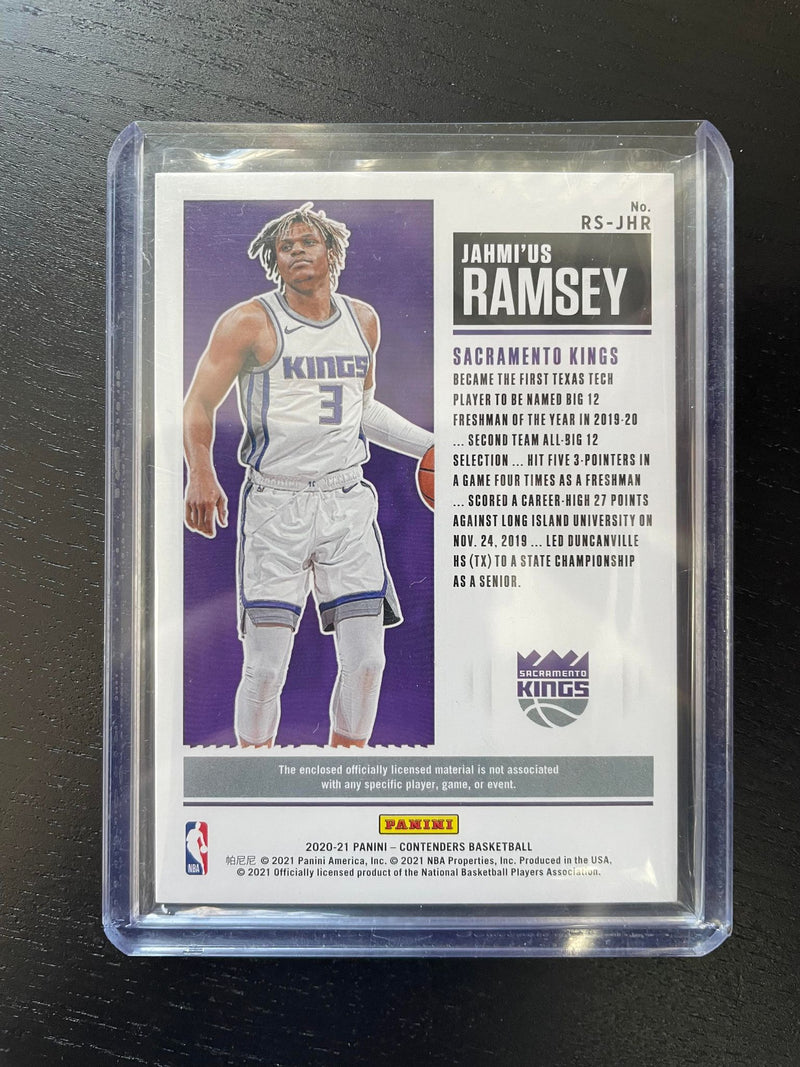 No.
RS-JHR
JAHMI'US
RAMSEY
KINGS
3
SACRAMENTO KINGS
BECAME THE FIRST TEXAS TECH
PLAYER TO BE NAMED BIG 12
FRESHMAN OF THE YEAR IN 2019-20
... SECOND TEAM ALL-BIG 12
SELECTION ... HIT FIVE 3-POINTERS IN
A GAME FOUR TIMES AS A FRESHMAN
... SCORED A CAREER-HIGH 27 POINTS
AGAINST LONG ISLAND UNIVERSITY ON
NOV. 24, 2019 ... LED DUNCANVILLE
HS (TX) TO A STATE CHAMPIONSHIP
AS A SENIOR.
SACRAMENTO
KINGS
The enclosed officially licensed material is not associated
with any specific player, game, or event.
PANINI
NBA
2020-21 PANINI – CONTENDERS BASKETBALL
帕尼尼 © 2021 Panini America, Inc. © 2021 NBA Properties, Inc. Produced in the USA.
© 2021 Officially licensed product of the National Basketball Players Association.